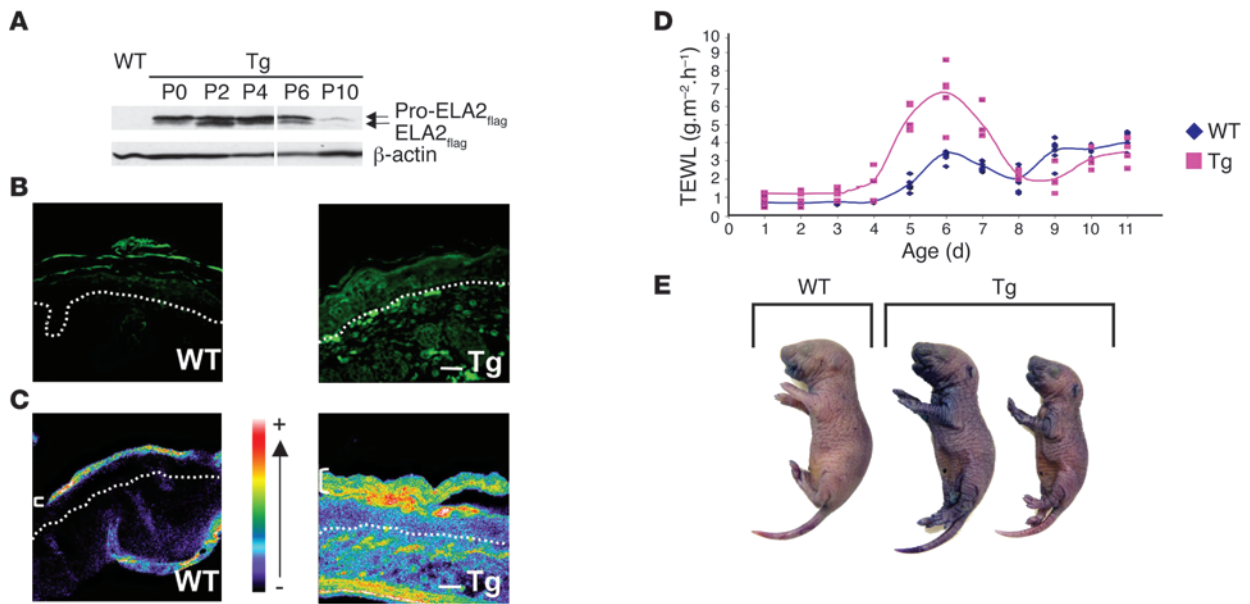 A
WT Tg
P0 P2 P4 P6 P10
Pro-ELA2flag
ELA2flag
β-actin
B
WT
Tg
C
+
-
WT
Tg
D
TEWL (g.m-2.h-1)
10
9
8
7
6
5
4
3
2
1
0
0 1 2 3 4 5 6 7 8 9 10 11
Age (d)
WT
Tg
E
WT Tg